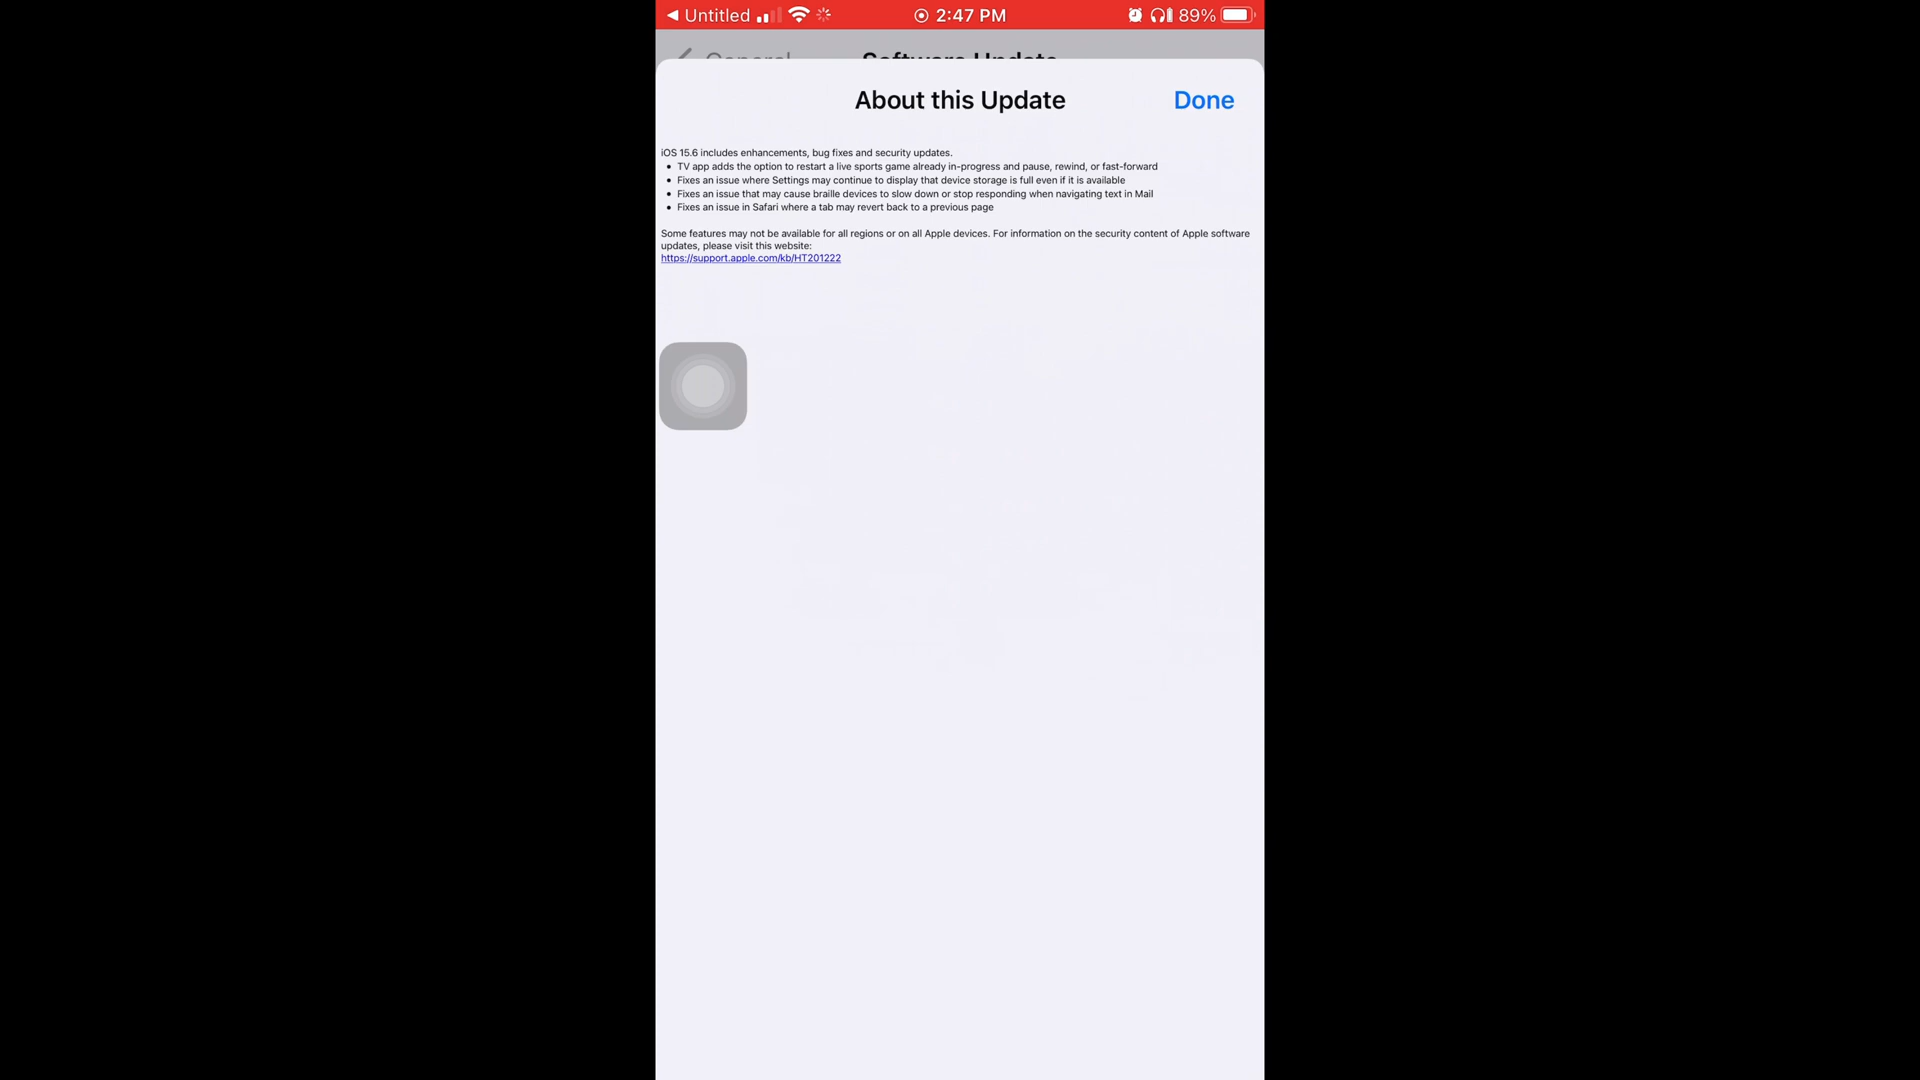 ◀ Untitled 2:47 PM 89%
General Software Update
About this Update Done
iOS 15.6 includes enhancements, bug fixes and security updates.
• TV app adds the option to restart a live sports game already in-progress and pause, rewind, or fast-forward
• Fixes an issue where Settings may continue to display that device storage is full even if it is available
• Fixes an issue that may cause braille devices to slow down or stop responding when navigating text in Mail
• Fixes an issue in Safari where a tab may revert back to a previous page
Some features may not be available for all regions or on all Apple devices. For information on the security content of Apple software
updates, please visit this website:
https://support.apple.com/kb/HT201222